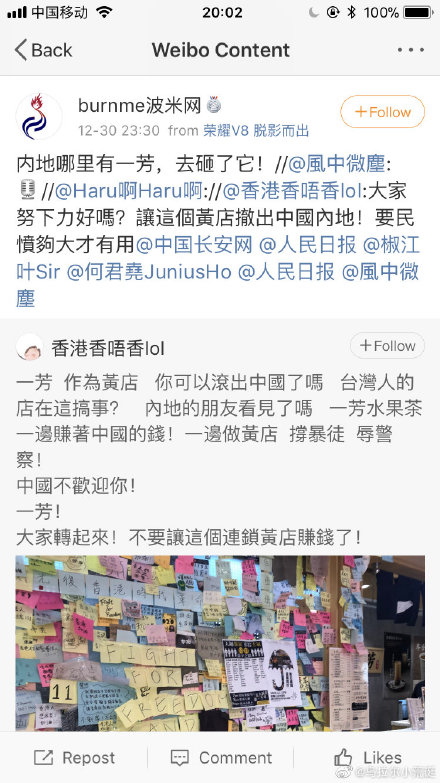 中国移动 20:02 100%
Back Weibo Content
burnme波米网
12-30 23:30 from 荣耀V8 脱影而出
+Follow
内地哪里有一芳，去砸了它！//@風中微塵:
//@Haru啊Haru啊://@香港香唔香lol:大家
努下力好嗎？讓這個黃店撤出中國內地！要民
憤夠大才有用@中国长安网 @人民日报 @椒江
叶Sir @何君堯JuniusHo @人民日报 @風中微
塵
香港香唔香lol
+Follow
一芳 作為黃店 你可以滾出中國了嗎 台灣人的
店在這搞事？ 內地的朋友看見了嗎 一芳水果茶
一邊賺著中國的錢！一邊做黃店 撐暴徒 辱警
察！
中國不歡迎你！
一芳！
大家轉起來！不要讓這個連鎖黃店賺錢了！
FIGHT
FOR
FREE
11
Repost Comment Likes
@乌拉尔小菠菠